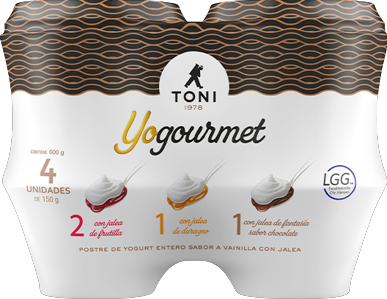 TONI
1978
Yogourmet
CONTENIDO: 600 g
4
UNIDADES
DE 150 g
2 con jalea
de frutilla
1 con jalea
de durazno
1 con jalea de fantasía
sabor chocolate
LGG
POSTRE DE YOGURT ENTERO SABOR A VAINILLA CON JALEA